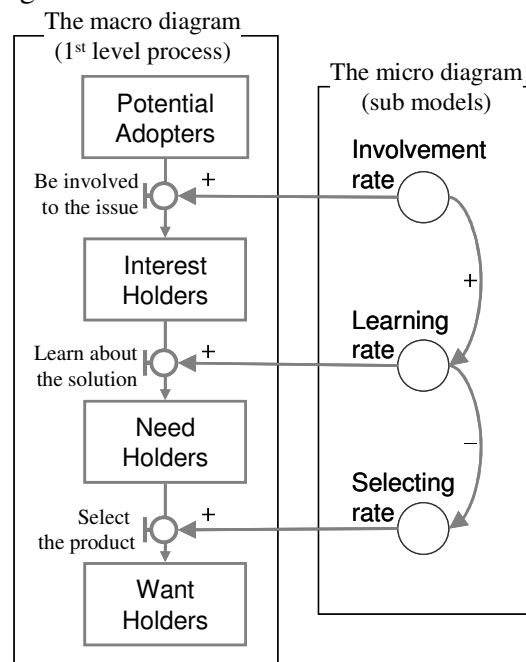 The macro diagram
(1st level process)
Potential
Adopters
Be involved
to the issue
+
Interest
Holders
Learn about
the solution
+
Need
Holders
Select
the product
+
Want
Holders
The micro diagram
(sub models)
Involvement
rate
+
Learning
rate
−
Selecting
rate